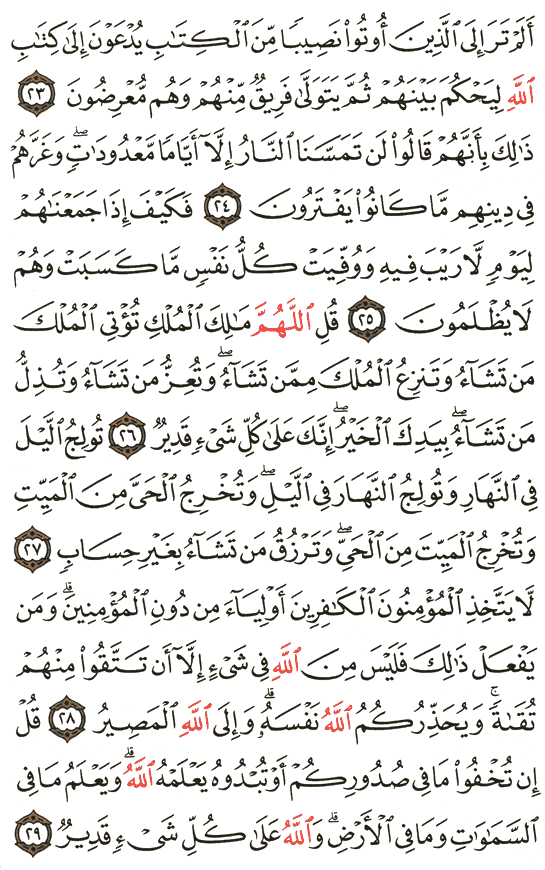 أَلَمْ تَرَ إِلَى ٱلَّذِينَ أُوتُوا۟ نَصِيبًا مِّنَ ٱلْكِتَٰبِ يُدْعَوْنَ إِلَىٰ كِتَٰبِ
ٱللَّهِ لِيَحْكُمَ بَيْنَهُمْ ثُمَّ يَتَوَلَّىٰ فَرِيقٌ مِّنْهُمْ وَهُم مُّعْرِضُونَ ٢٣
ذَٰلِكَ بِأَنَّهُمْ قَالُوا۟ لَن تَمَسَّنَا ٱلنَّارُ إِلَّآ أَيَّامًا مَّعْدُودَٰتٍ ۖ وَغَرَّهُمْ
فِى دِينِهِم مَّا كَانُوا۟ يَفْتَرُونَ ٢٤ فَكَيْفَ إِذَا جَمَعْنَٰهُمْ
لِيَوْمٍ لَّا رَيْبَ فِيهِ وَوُفِّيَتْ كُلُّ نَفْسٍ مَّا كَسَبَتْ وَهُمْ
لَا يُظْلَمُونَ ٢٥ قُلِ ٱللَّهُمَّ مَٰلِكَ ٱلْمُلْكِ تُؤْتِى ٱلْمُلْكَ
مَن تَشَآءُ وَتَنزِعُ ٱلْمُلْكَ مِمَّن تَشَآءُ ۖ وَتُعِزُّ مَن تَشَآءُ وَتُذِلُّ
مَن تَشَآءُ ۖ بِيَدِكَ ٱلْخَيْرُ ۖ إِنَّكَ عَلَىٰ كُلِّ شَىْءٍ قَدِيرٌ ٢٦ تُولِجُ ٱلَّيْلَ
فِى ٱلنَّهَارِ وَتُولِجُ ٱلنَّهَارَ فِى ٱلَّيْلِ ۖ وَتُخْرِجُ ٱلْحَىَّ مِنَ ٱلْمَيِّتِ
وَتُخْرِجُ ٱلْمَيِّتَ مِنَ ٱلْحَىِّ ۖ وَتَرْزُقُ مَن تَشَآءُ بِغَيْرِ حِسَابٍ ٢٧
لَّا يَتَّخِذِ ٱلْمُؤْمِنُونَ ٱلْكَٰفِرِينَ أَوْلِيَآءَ مِن دُونِ ٱلْمُؤْمِنِينَ ۖ وَمَن
يَفْعَلْ ذَٰلِكَ فَلَيْسَ مِنَ ٱللَّهِ فِى شَىْءٍ إِلَّآ أَن تَتَّقُوا۟ مِنْهُمْ
تُقَىٰةً ۗ وَيُحَذِّرُكُمُ ٱللَّهُ نَفْسَهُۥ ۗ وَإِلَى ٱللَّهِ ٱلْمَصِيرُ ٢٨ قُلْ
إِن تُخْفُوا۟ مَا فِى صُدُورِكُمْ أَوْ تُبْدُوهُ يَعْلَمْهُ ٱللَّهُ ۗ وَيَعْلَمُ مَا فِى
ٱلسَّمَٰوَٰتِ وَمَا فِى ٱلْأَرْضِ ۗ وَٱللَّهُ عَلَىٰ كُلِّ شَىْءٍ قَدِيرٌ ٢٩